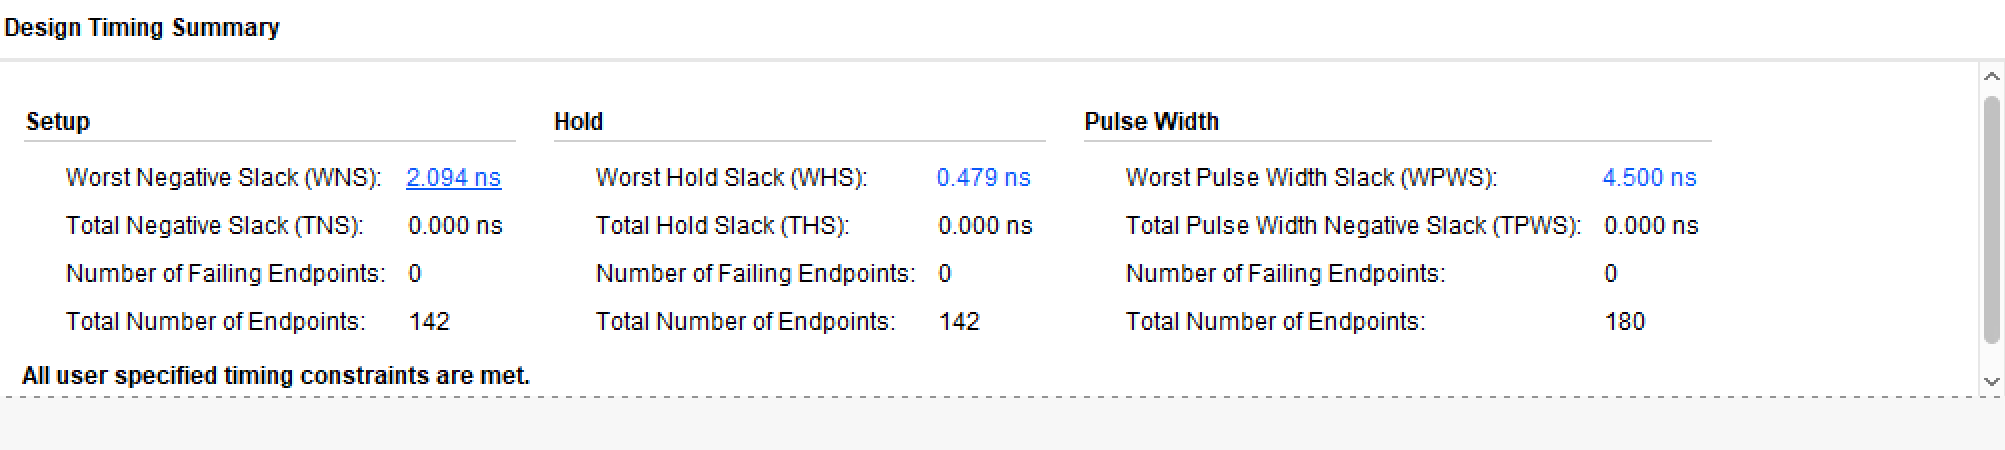 Design Timing Summary
Setup Hold Pulse Width
Worst Negative Slack (WNS): 2.094 ns Worst Hold Slack (WHS): 0.479 ns Worst Pulse Width Slack (WPWS): 4.500 ns
Total Negative Slack (TNS): 0.000 ns Total Hold Slack (THS): 0.000 ns Total Pulse Width Negative Slack (TPWS): 0.000 ns
Number of Failing Endpoints: 0 Number of Failing Endpoints: 0 Number of Failing Endpoints: 0
Total Number of Endpoints: 142 Total Number of Endpoints: 142 Total Number of Endpoints: 180
All user specified timing constraints are met.